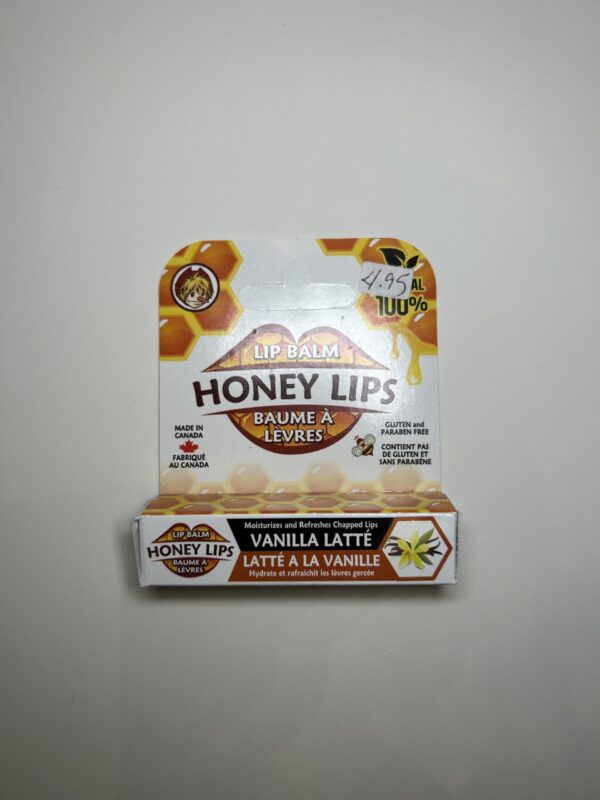 4.95
AL
100%
LIP BALM
HONEY LIPS
BAUME À
LÈVRES
MADE IN
CANADA
FABRIQUÉ
AU CANADA
GLUTEN and
PARABEN FREE
CONTIENT PAS
DE GLUTEN ET
SANS PARABÈNE
LIP BALM
HONEY LIPS
BAUME À
LÈVRES
Moisturizes and Refreshes Chapped Lips
VANILLA LATTÉ
LATTÉ A LA VANILLE
Hydrate et rafraichit les lèvres gercée